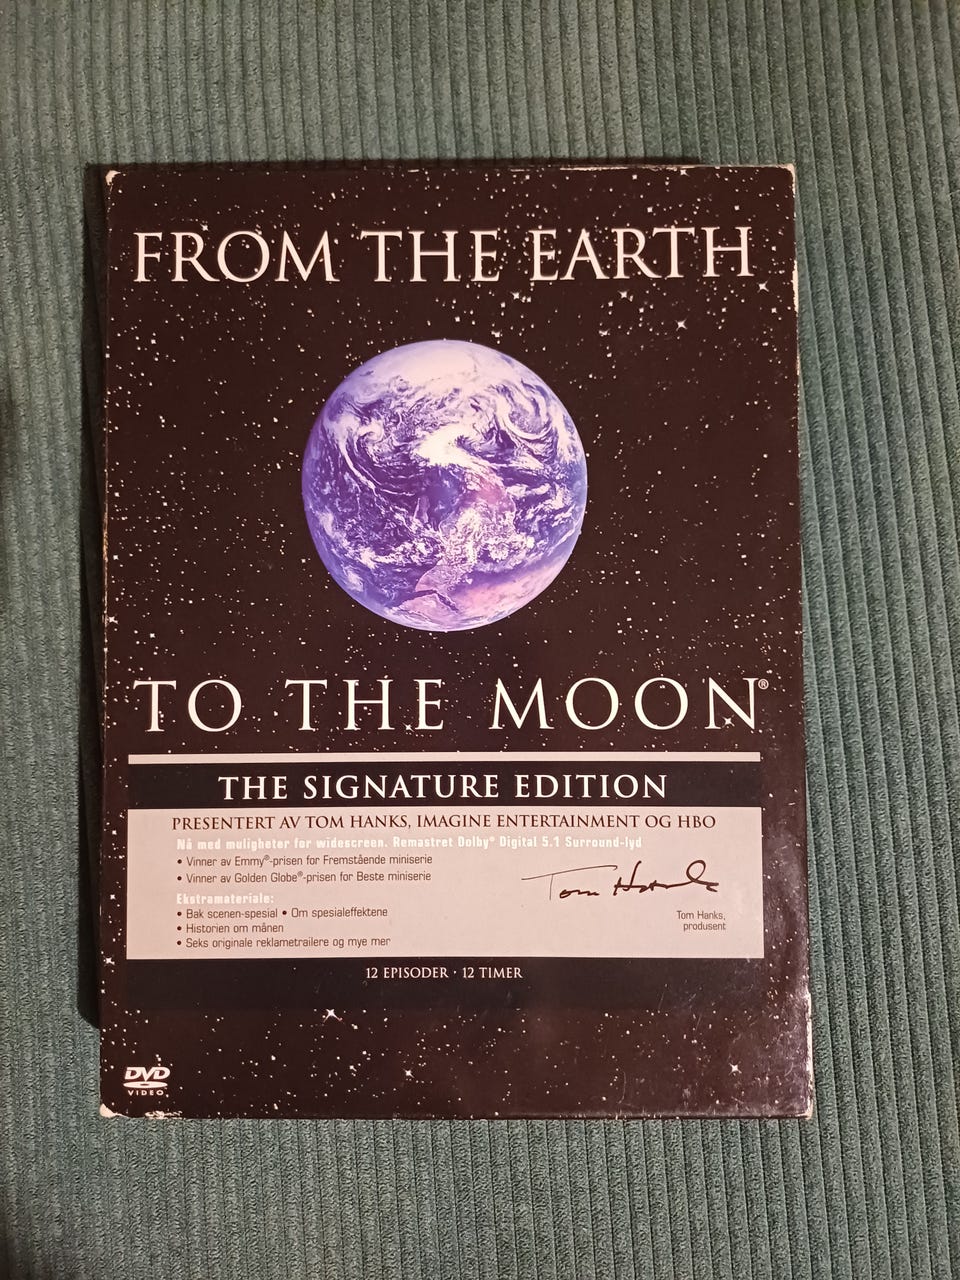 FROM THE EARTH
TO THE MOON®
THE SIGNATURE EDITION
PRESENTERT AV TOM HANKS, IMAGINE ENTERTAINMENT OG HBO
Nå med muligheter for widescreen. Remastret Dolby® Digital 5.1 Surround-lyd
• Vinner av Emmy®-prisen for Fremstående miniserie
• Vinner av Golden Globe®-prisen for Beste miniserie
Ekstramateriale:
• Bak scenen-spesial • Om spesialeffektene
• Historien om månen
• Seks originale reklametrailere og mye mer
Tom Hanks
Tom Hanks,
produsent
12 EPISODER · 12 TIMER
DVD
VIDEO